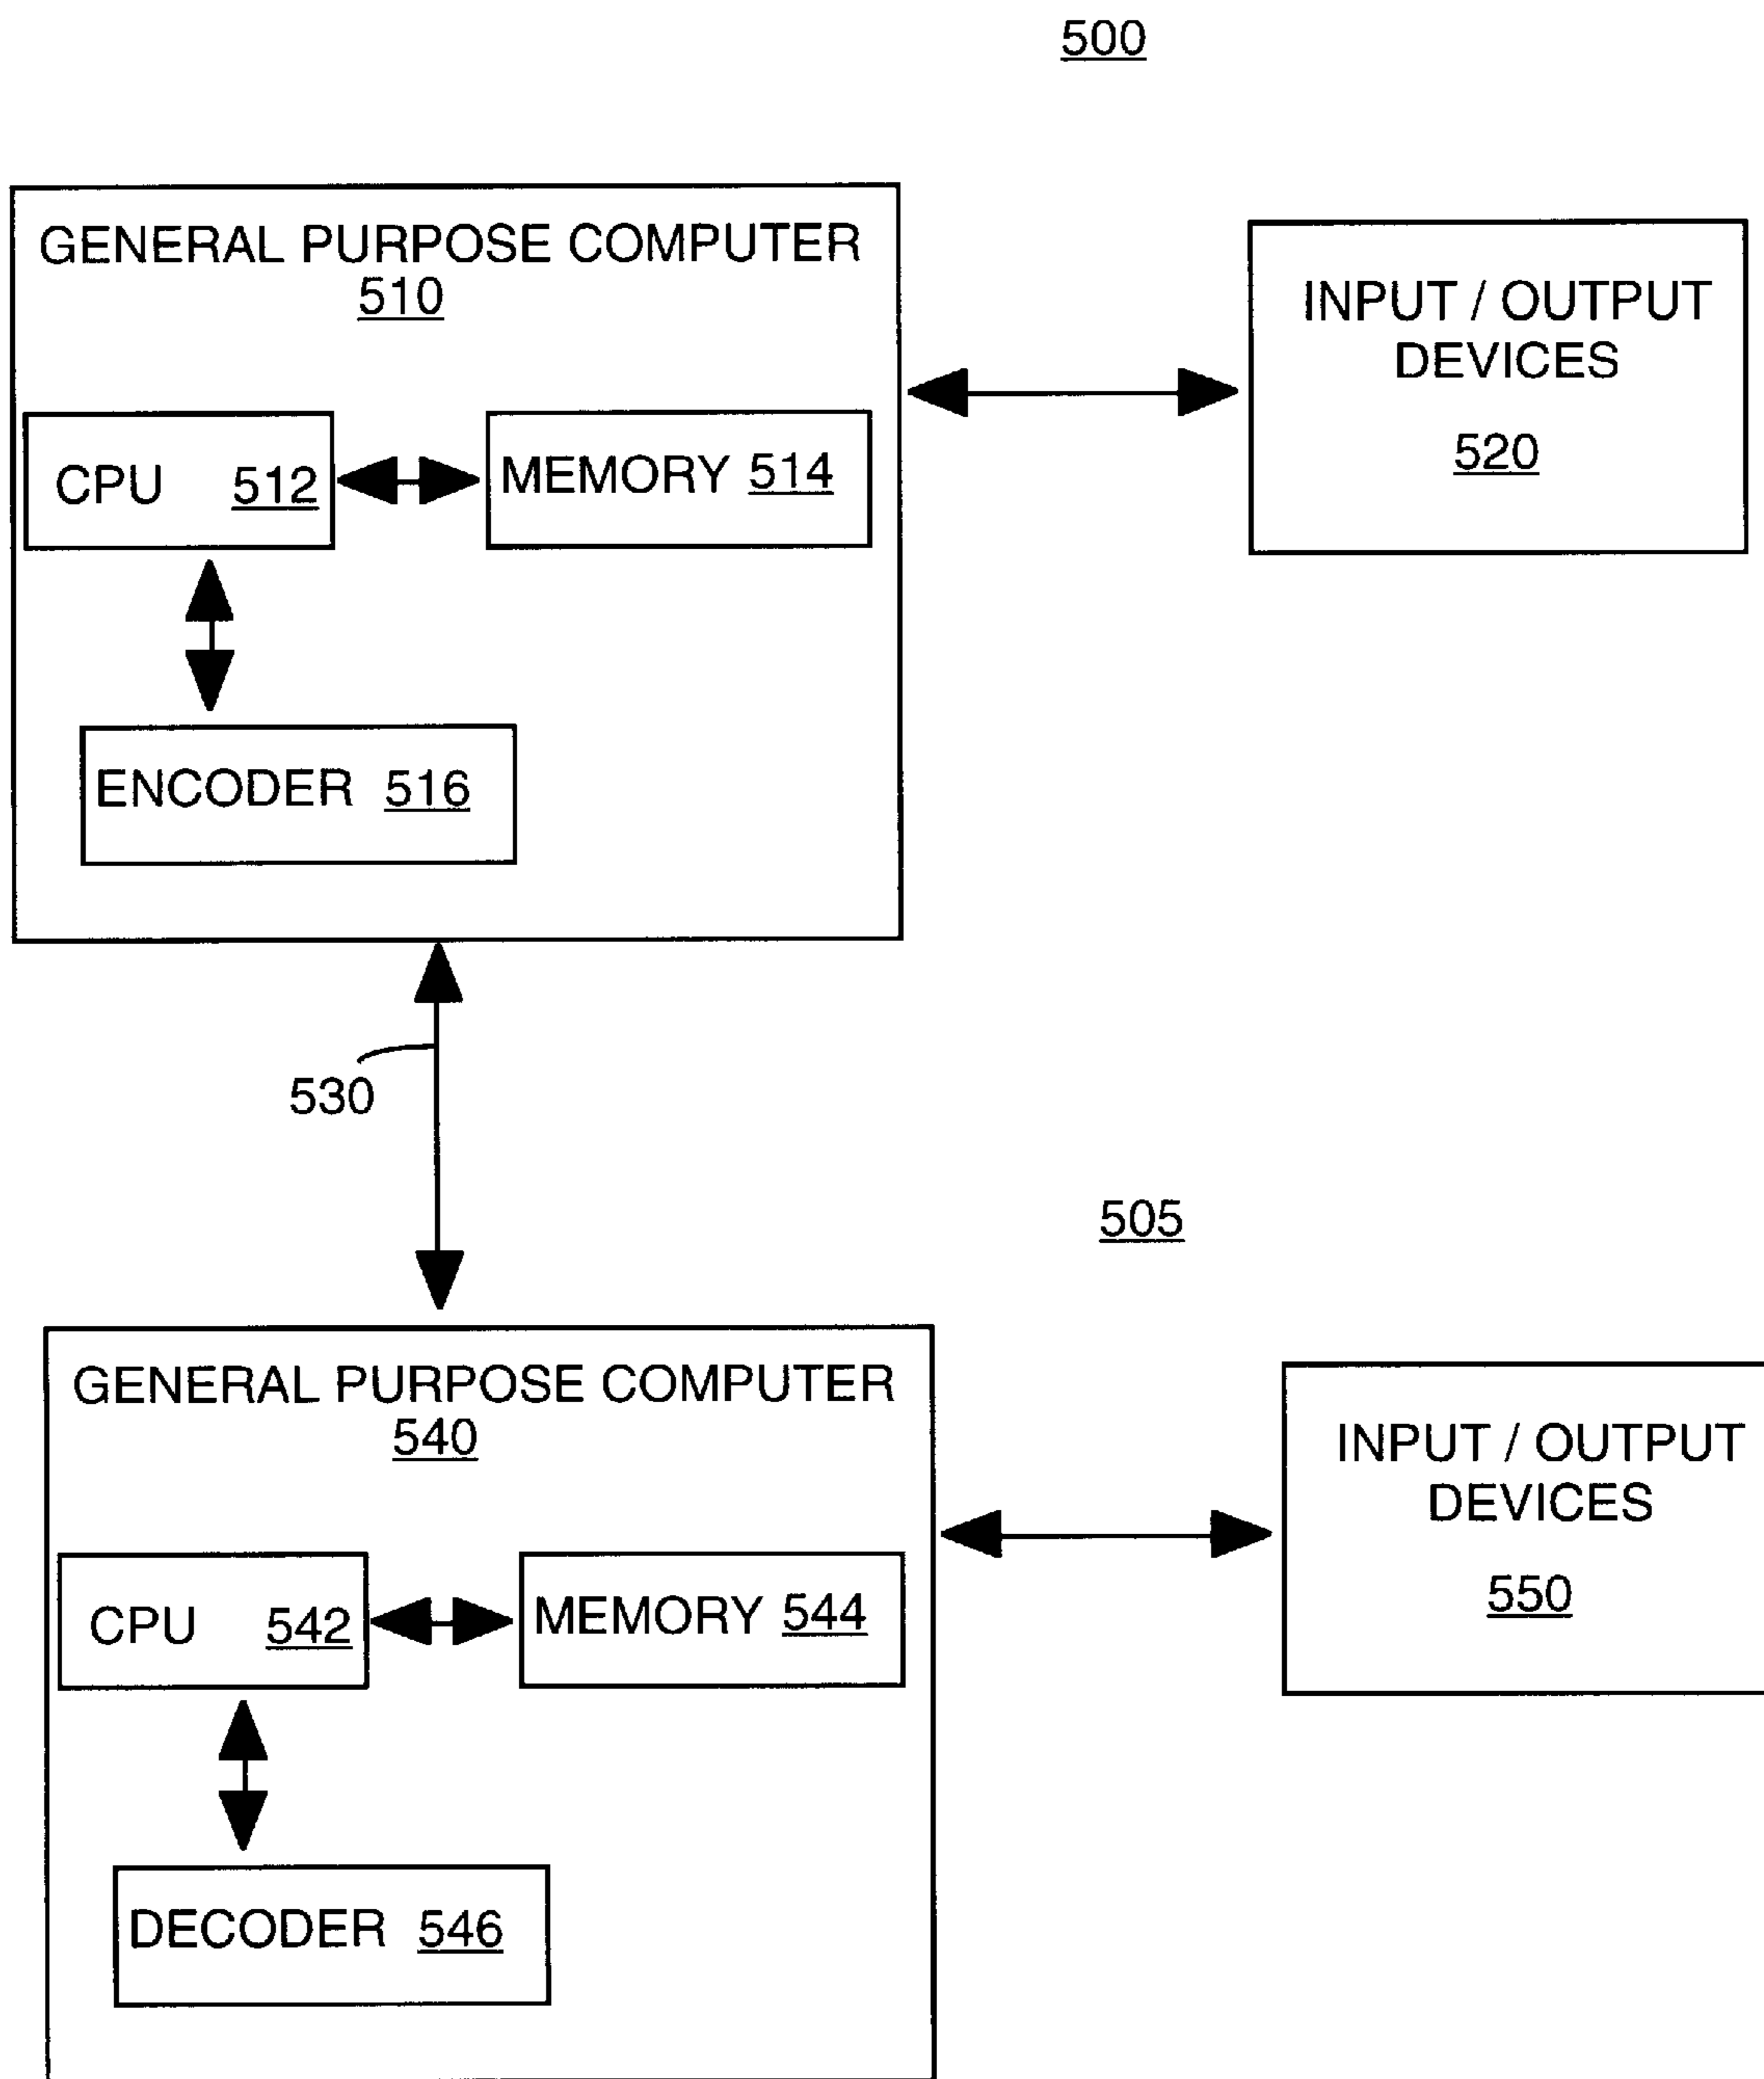 500
GENERAL PURPOSE COMPUTER
510
INPUT / OUTPUT
DEVICES
520
CPU 512
MEMORY 514
ENCODER 516
530
505
GENERAL PURPOSE COMPUTER
540
INPUT / OUTPUT
DEVICES
550
CPU 542
MEMORY 544
DECODER 546